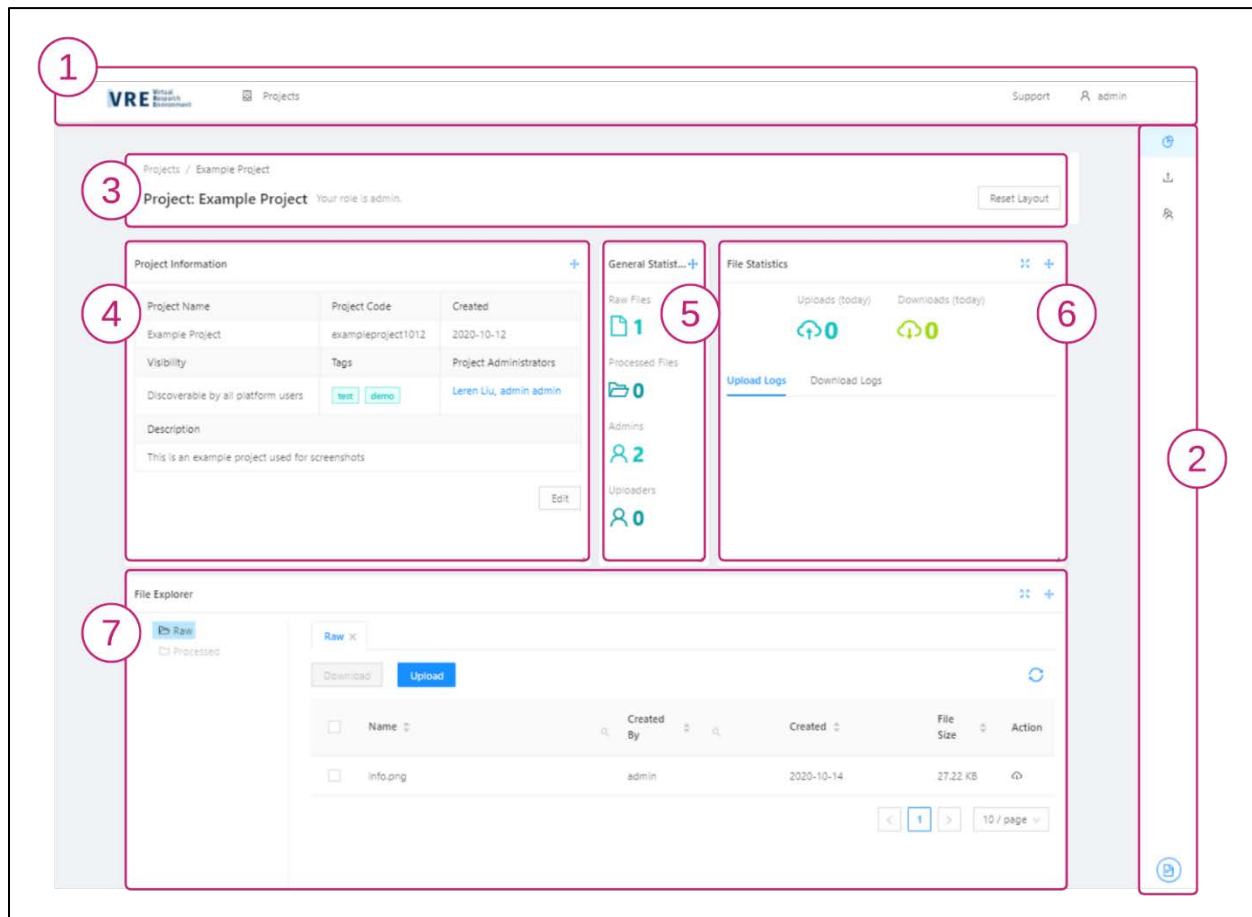 1
VRE Virtual Research Environment Projects Support admin
3
Projects / Example Project
Project: Example Project Your role is admin. Reset Layout
Project Information
4
Project Name Project Code Created
Example Project exampleproject1012 2020-10-12
Visibility Tags Project Administrators
Discoverable by all platform users test demo Leren Liu, admin admin
Description
This is an example project used for screenshots
Edit
General Statist...
5
Raw Files
1
Processed Files
0
Admins
2
Uploaders
0
File Statistics
6
Uploads (today) Downloads (today)
0 0
Upload Logs Download Logs
2
File Explorer
7
Raw
Processed
Raw
Download Upload
Name Created By Created File Size Action
info.png admin 2020-10-14 27.22 KB
< 1 > 10 / page